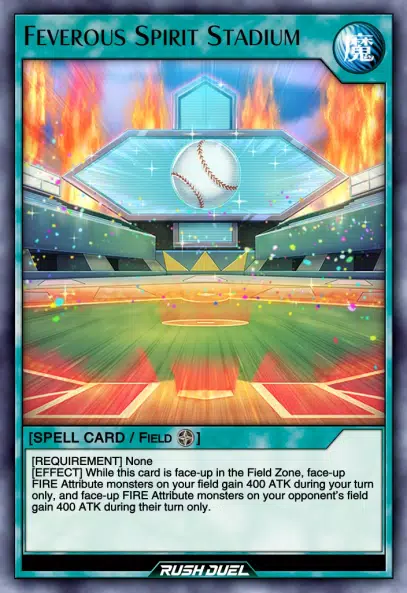 Feverous Spirit Stadium
魔
[SPELL CARD / Field ]
[REQUIREMENT] None
[EFFECT] While this card is face-up in the Field Zone, face-up
FIRE Attribute monsters on your field gain 400 ATK during your turn
only, and face-up FIRE Attribute monsters on your opponent's field
gain 400 ATK during their turn only.
RUSH DUEL